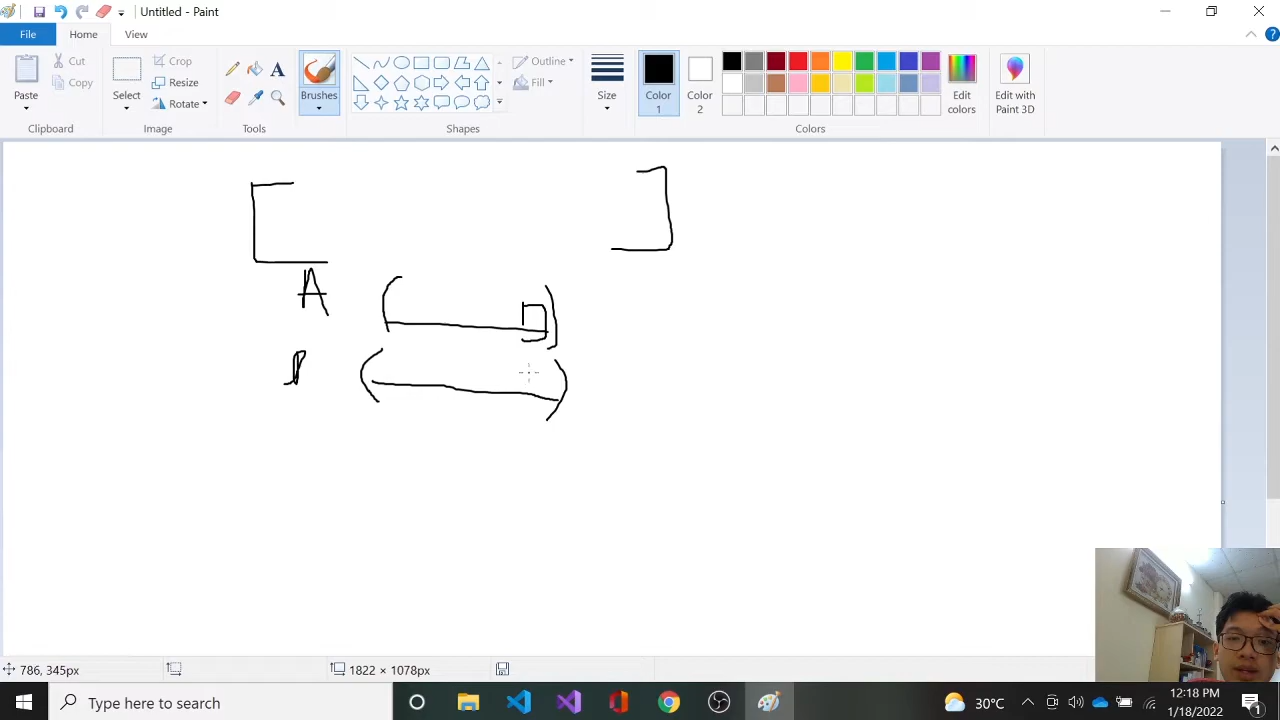 Untitled - Paint
File
Home
View
Paste
Cut
Copy
Clipboard
Select
Crop
Resize
Rotate
Image
A
Tools
Brushes
Outline
Fill
Shapes
Size
Color 1
Color 2
Edit colors
Edit with Paint 3D
Colors
A
786, 345px
1822 × 1078px
Type here to search
30°C
12:18 PM
1/18/2022
1